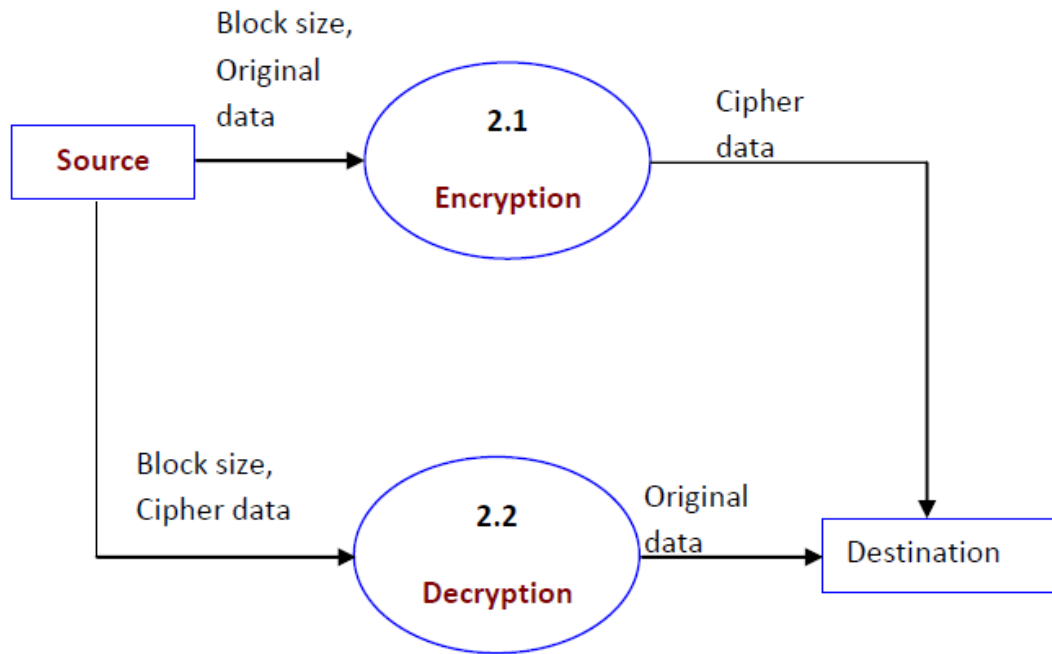 Block size,
Original
data
2.1
Cipher
data
Source
Encryption
Block size,
Cipher data
2.2
Original
data
Destination
Decryption